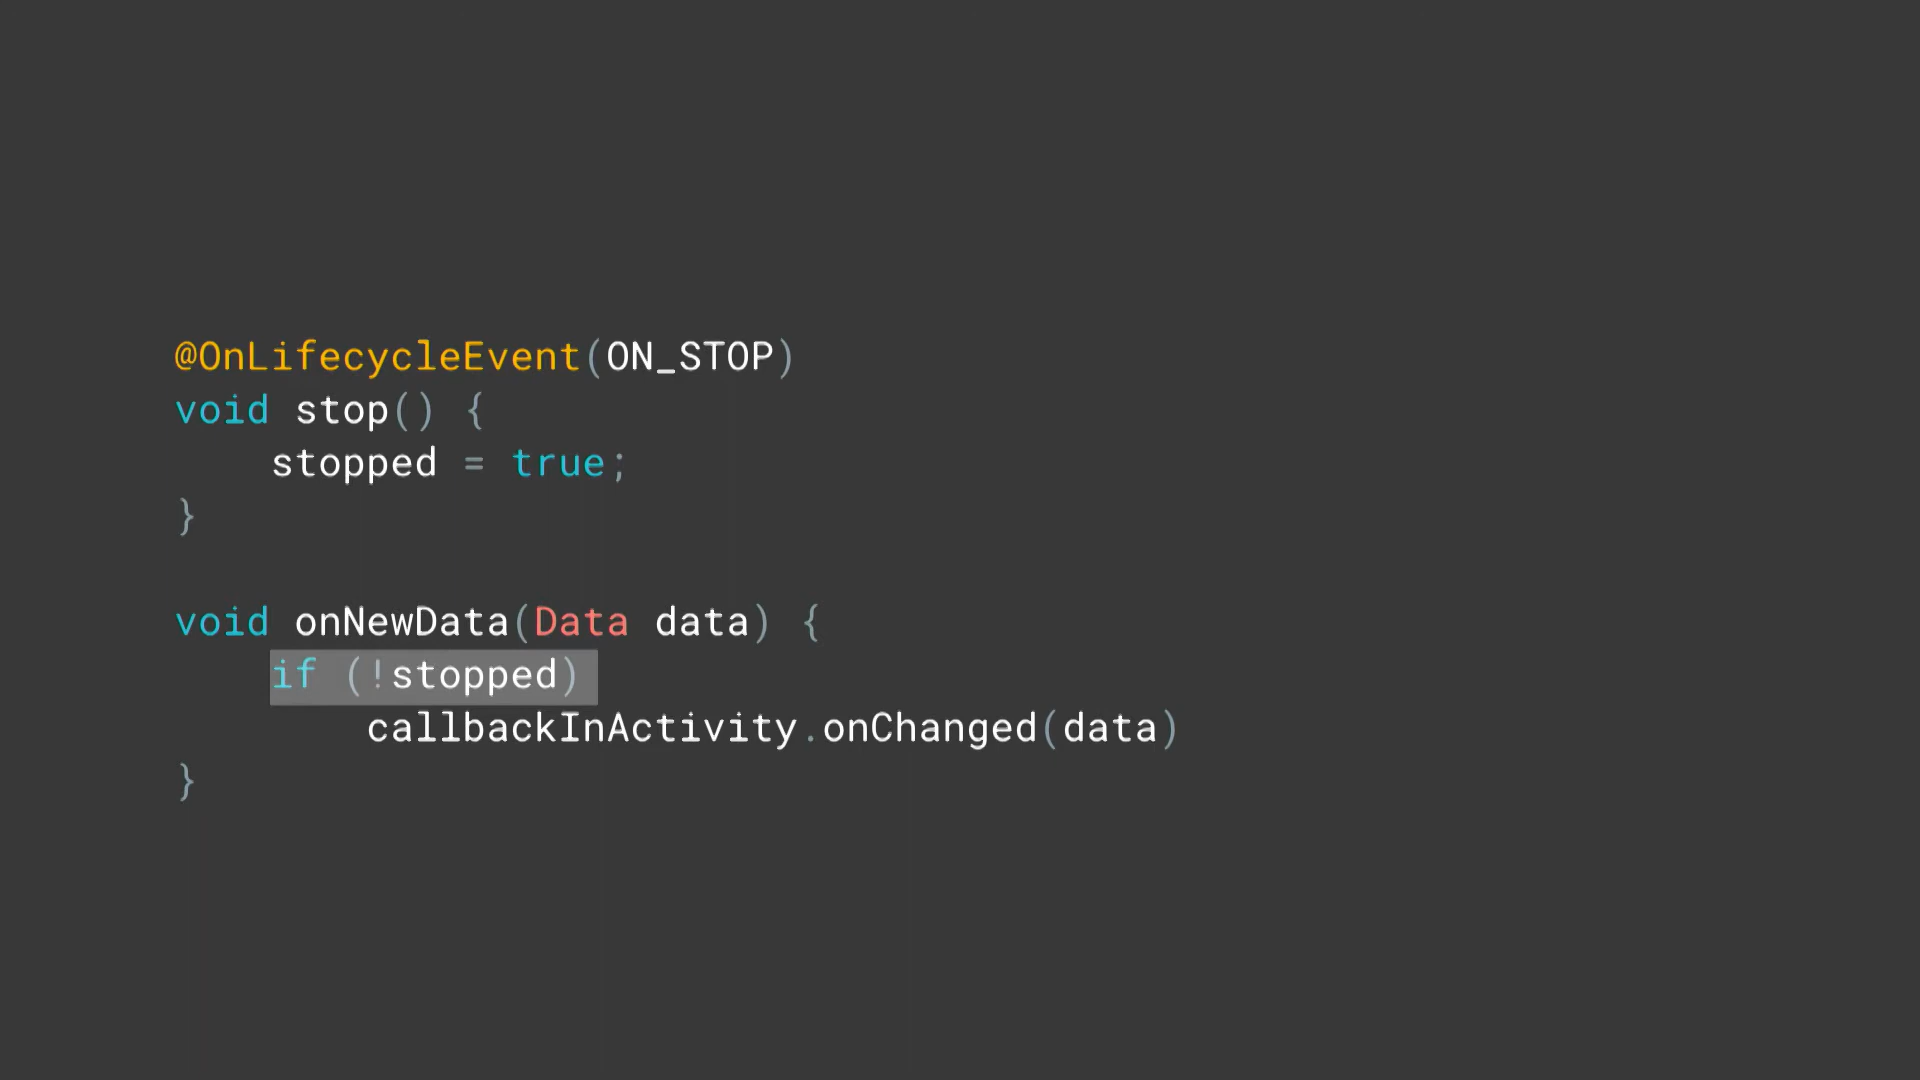 @OnLifecycleEvent(ON_STOP)
void stop() {
    stopped = true;
}

void onNewData(Data data) {
    if (!stopped)
        callbackInActivity.onChanged(data)
}